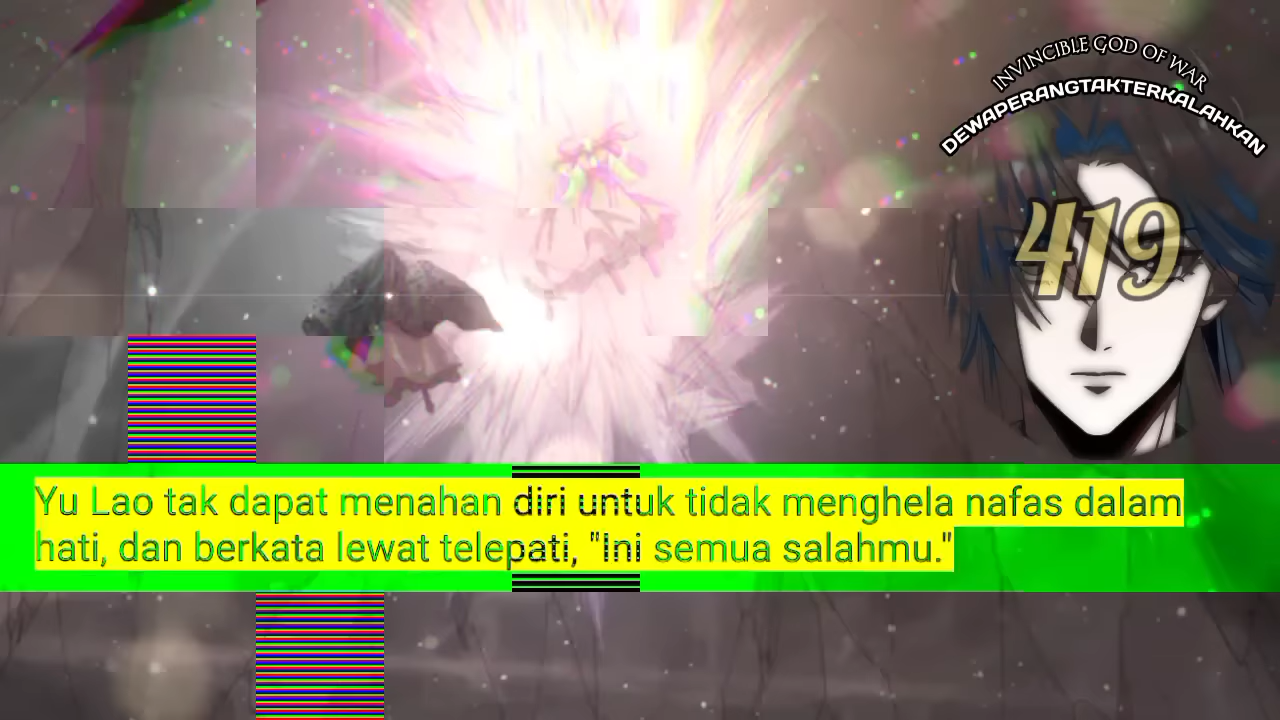 INVINCIBLE GOD OF WAR
DEWAPERANGTAKTERKALAHKAN
419
Yu Lao tak dapat menahan diri untuk tidak menghela nafas dalam
hati, dan berkata lewat telepati, "Ini semua salahmu."